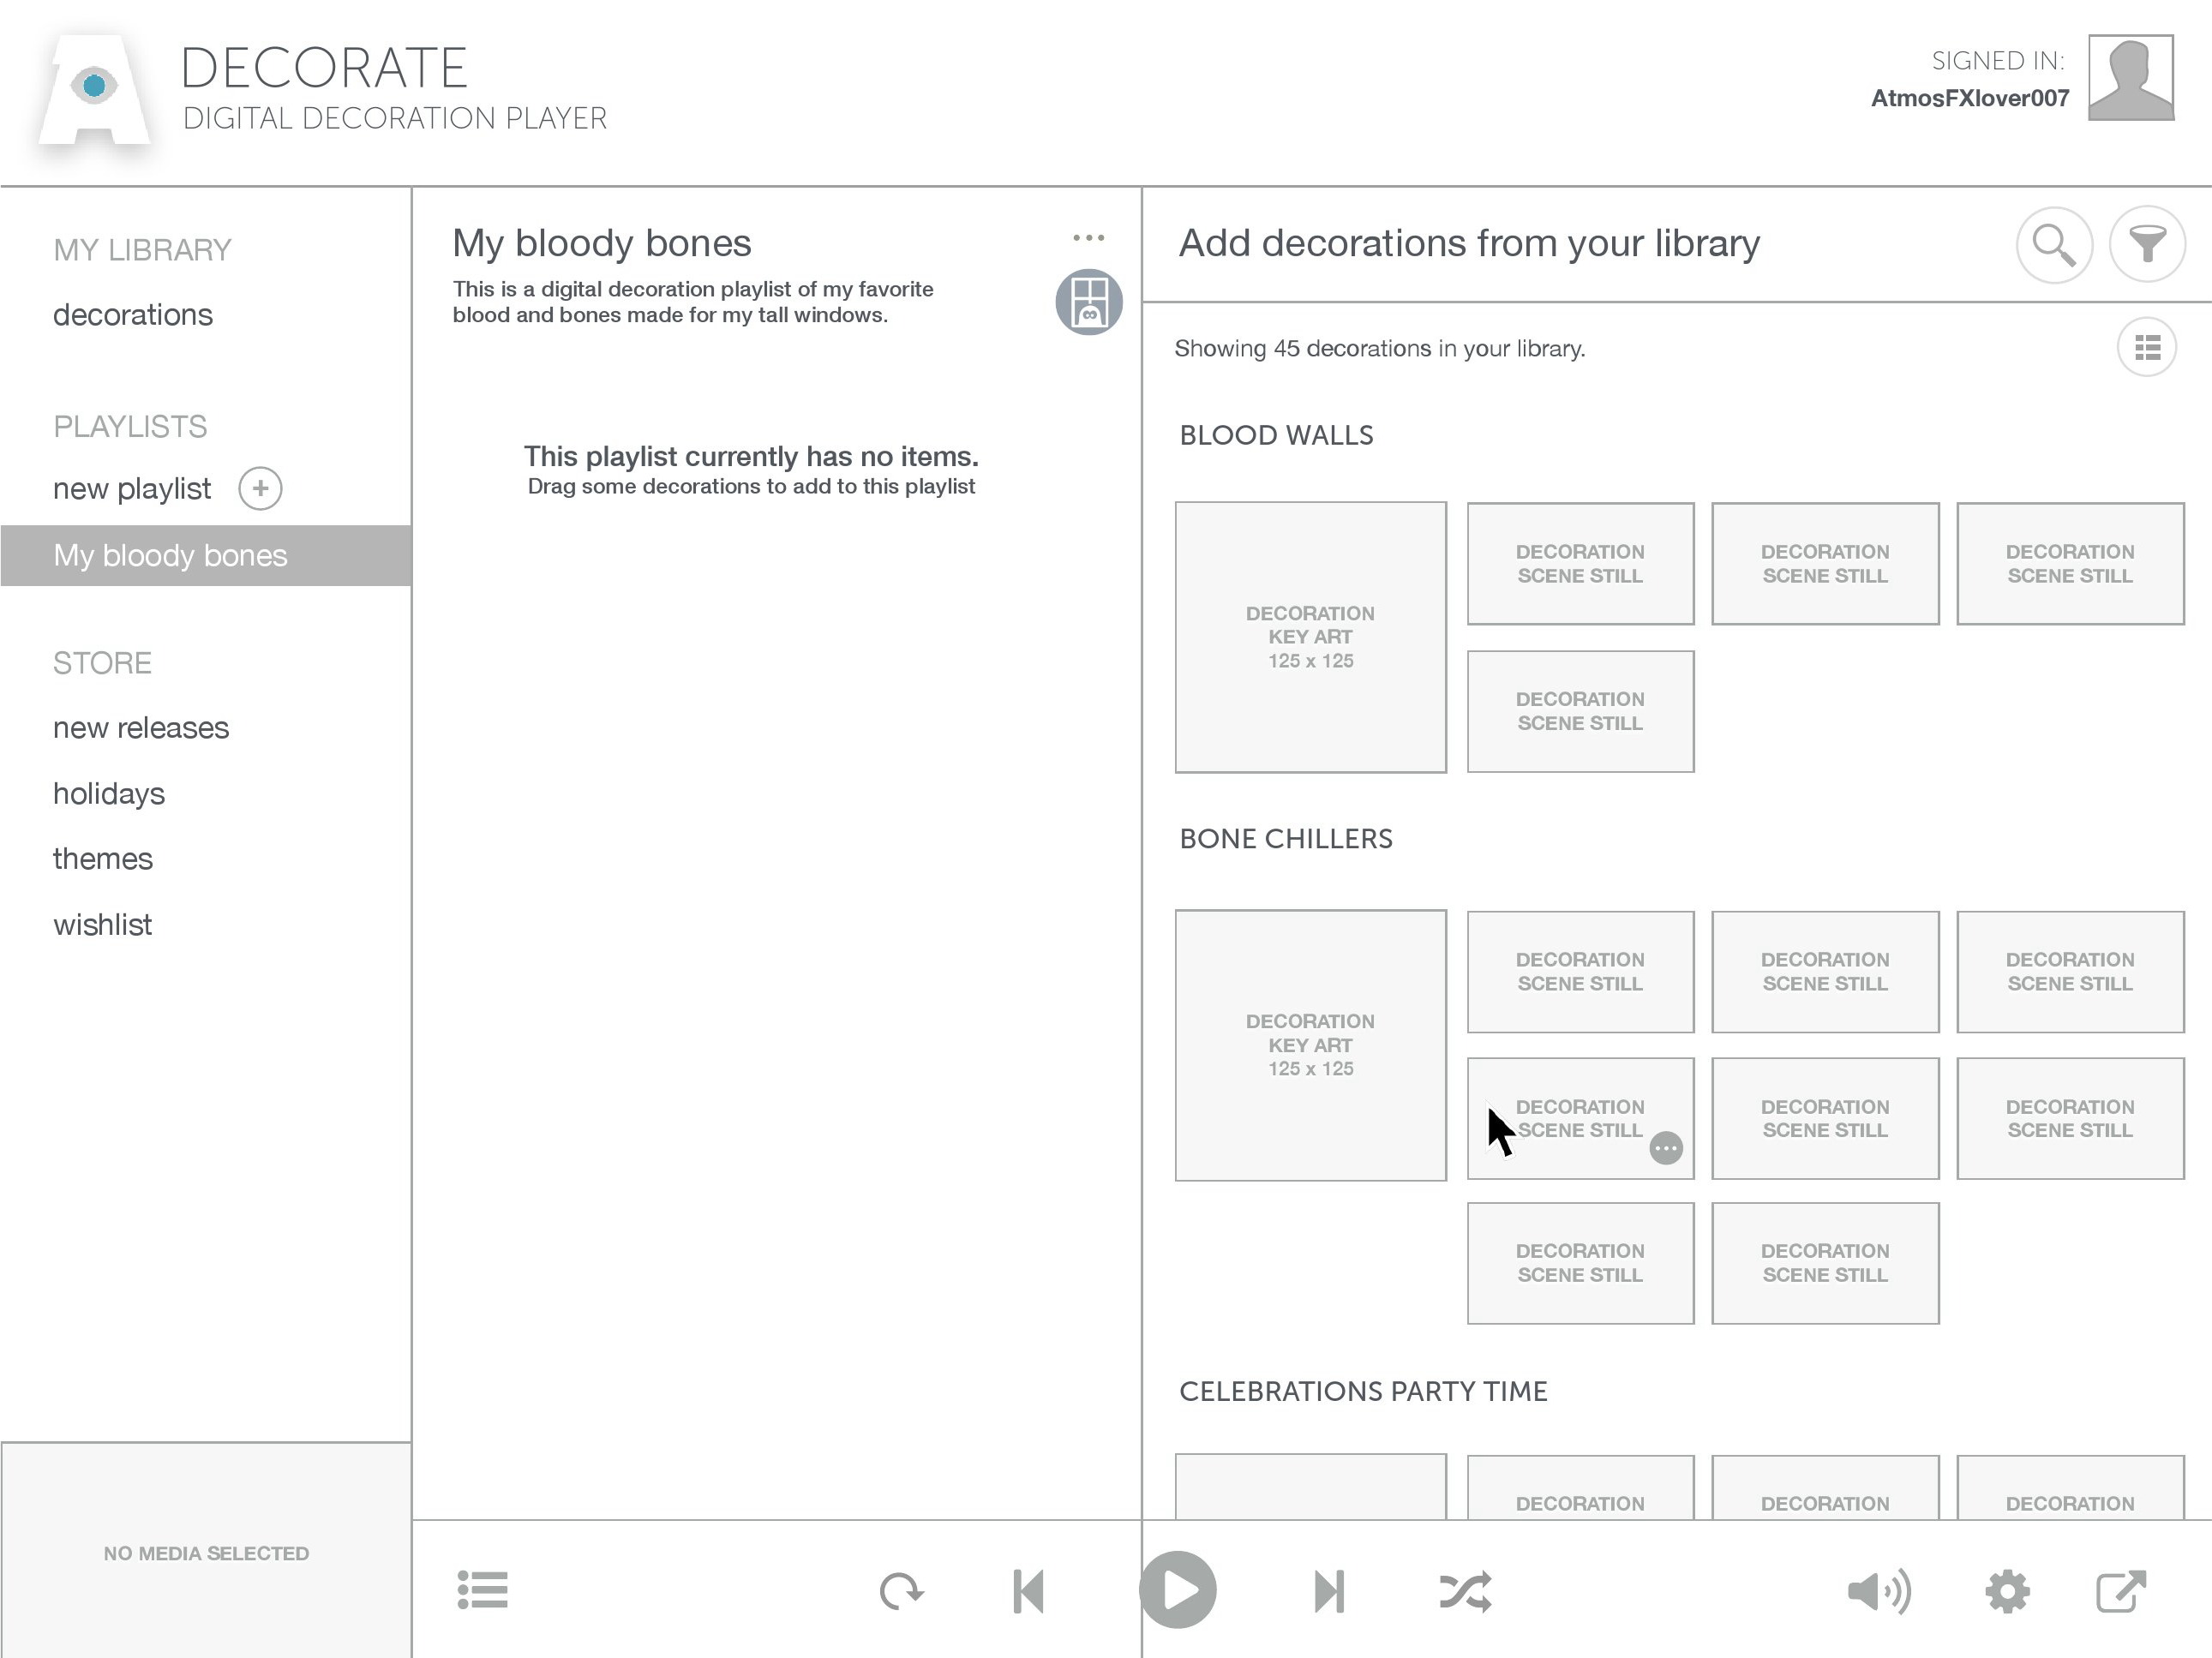 DECORATE
DIGITAL DECORATION PLAYER
SIGNED IN:
AtmosFXlover007
MY LIBRARY
decorations
PLAYLISTS
new playlist
My bloody bones
STORE
new releases
holidays
themes
wishlist
NO MEDIA SELECTED
My bloody bones
This is a digital decoration playlist of my favorite
blood and bones made for my tall windows.
This playlist currently has no items.
Drag some decorations to add to this playlist
Add decorations from your library
Showing 45 decorations in your library.
BLOOD WALLS
DECORATION
KEY ART
125 x 125
DECORATION
SCENE STILL
DECORATION
SCENE STILL
DECORATION
SCENE STILL
DECORATION
SCENE STILL
BONE CHILLERS
DECORATION
KEY ART
125 x 125
DECORATION
SCENE STILL
DECORATION
SCENE STILL
DECORATION
SCENE STILL
DECORATION
SCENE STILL
DECORATION
SCENE STILL
DECORATION
SCENE STILL
DECORATION
SCENE STILL
DECORATION
SCENE STILL
CELEBRATIONS PARTY TIME
DECORATION
DECORATION
DECORATION